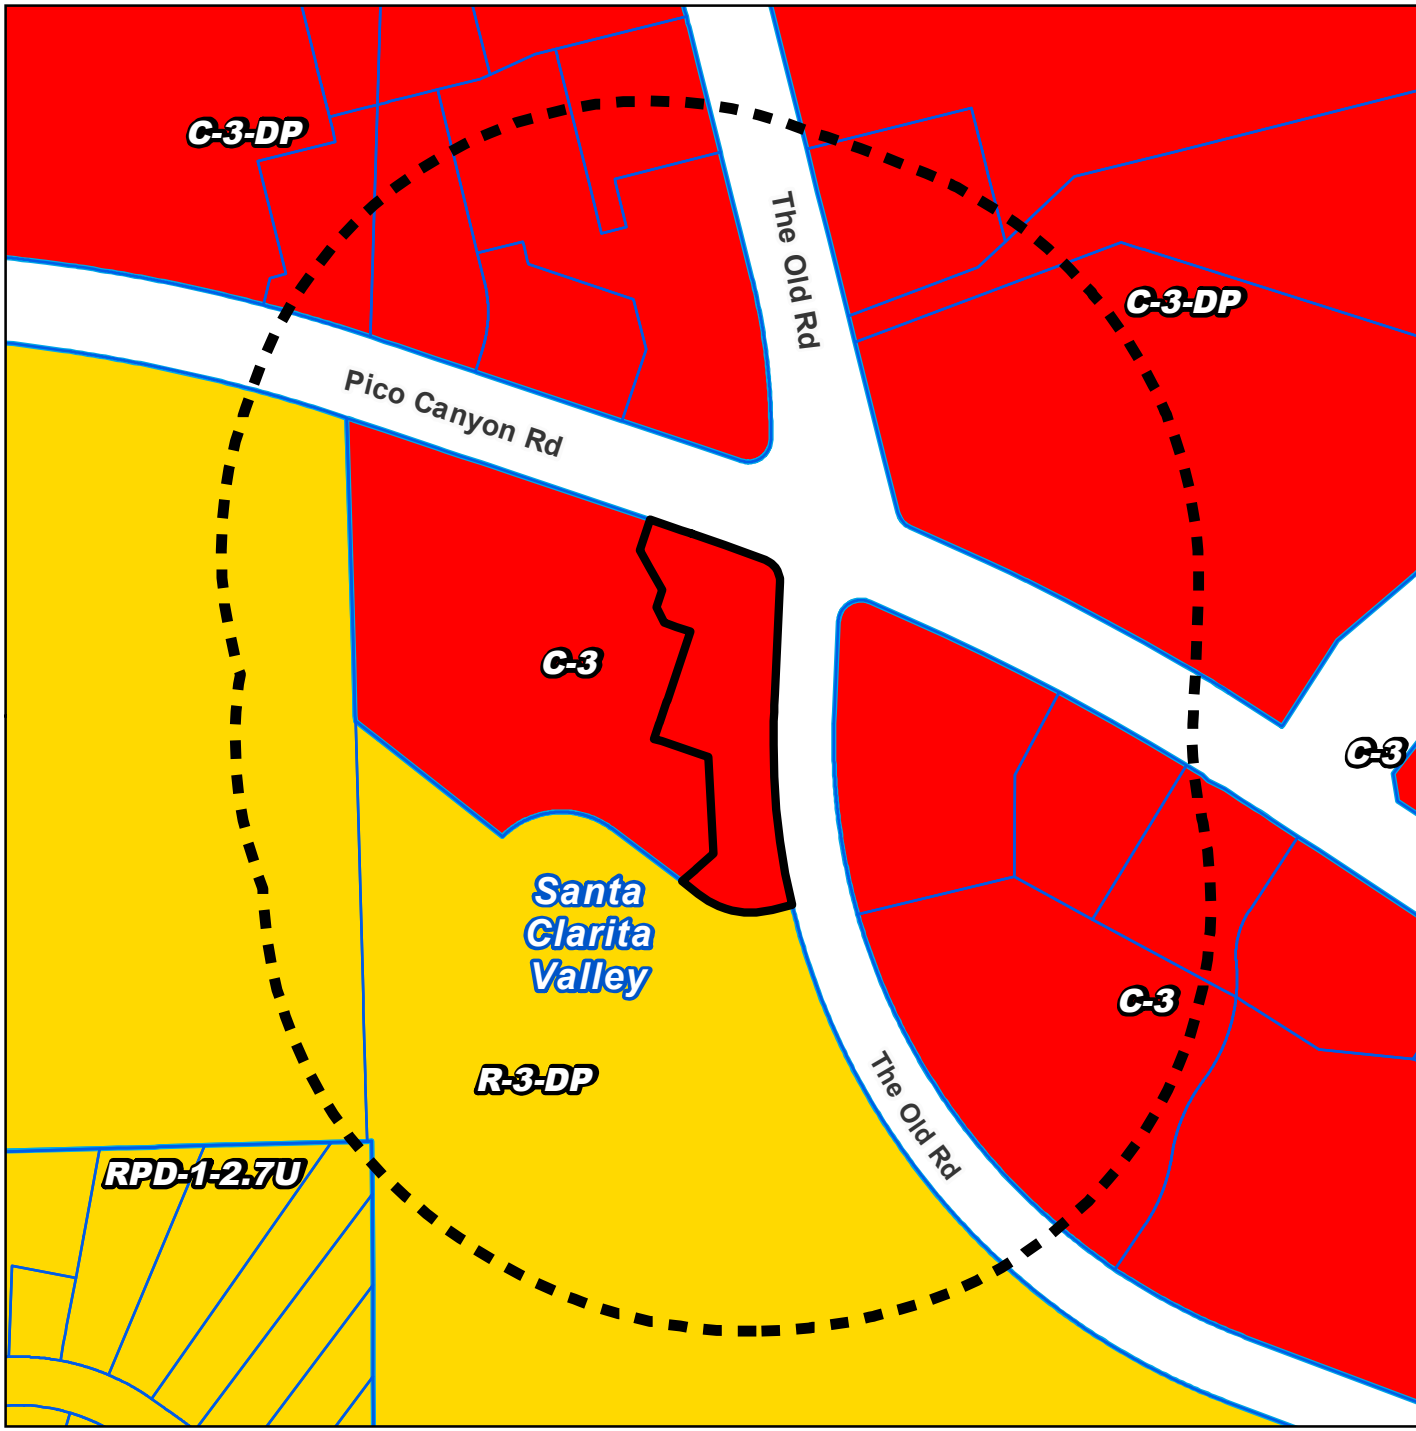 C-3-DP
The Old Rd
C-3-DP
Pico Canyon Rd
C-3
C-3
Santa
Clarita
Valley
C-3
R-3-DP
The Old Rd
RPD-1-2.7U